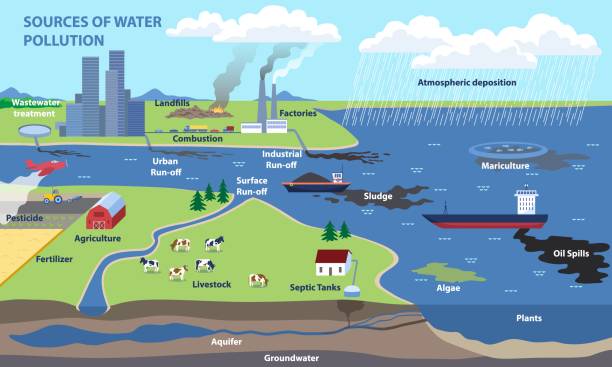 SOURCES OF WATER
POLLUTION
Wastewater
treatment
Landfills
Factories
Combustion
Atmospheric deposition
Urban
Run-off
Industrial
Run-off
Mariculture
Surface
Run-off
Sludge
Pesticide
Agriculture
Fertilizer
Livestock
Septic Tanks
Algae
Oil Spills
Plants
Aquifer
Groundwater